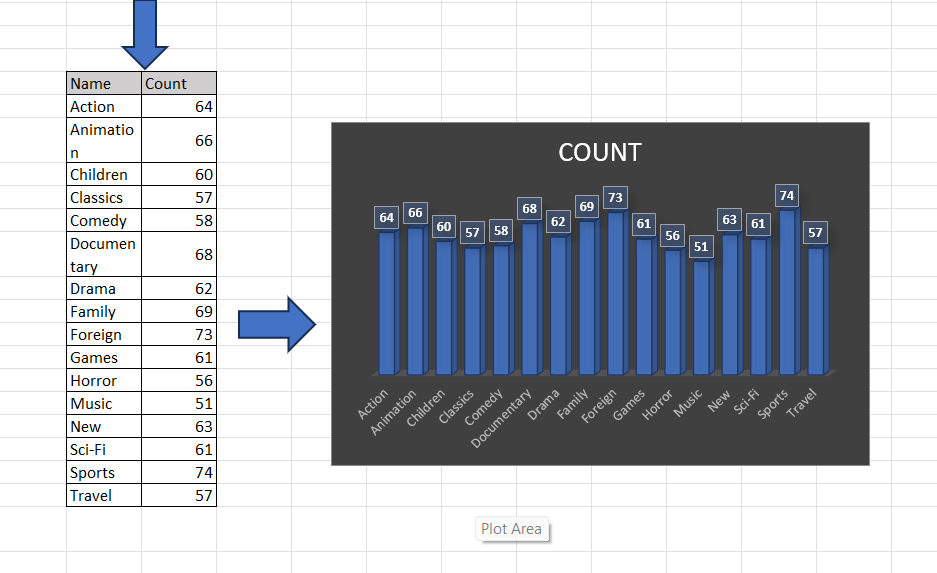 Name Count
Action 64
Animatio
n 66
Children 60
Classics 57
Comedy 58
Documen
tary 68
Drama 62
Family 69
Foreign 73
Games 61
Horror 56
Music 51
New 63
Sci-Fi 61
Sports 74
Travel 57
COUNT
64 66 60 57 58 68 62 69 73 61 56 51 63 61 74 57
Action Animation Children Classics Comedy Documentary Drama Family Foreign Games Horror Music New Sci-Fi Sports Travel
Plot Area